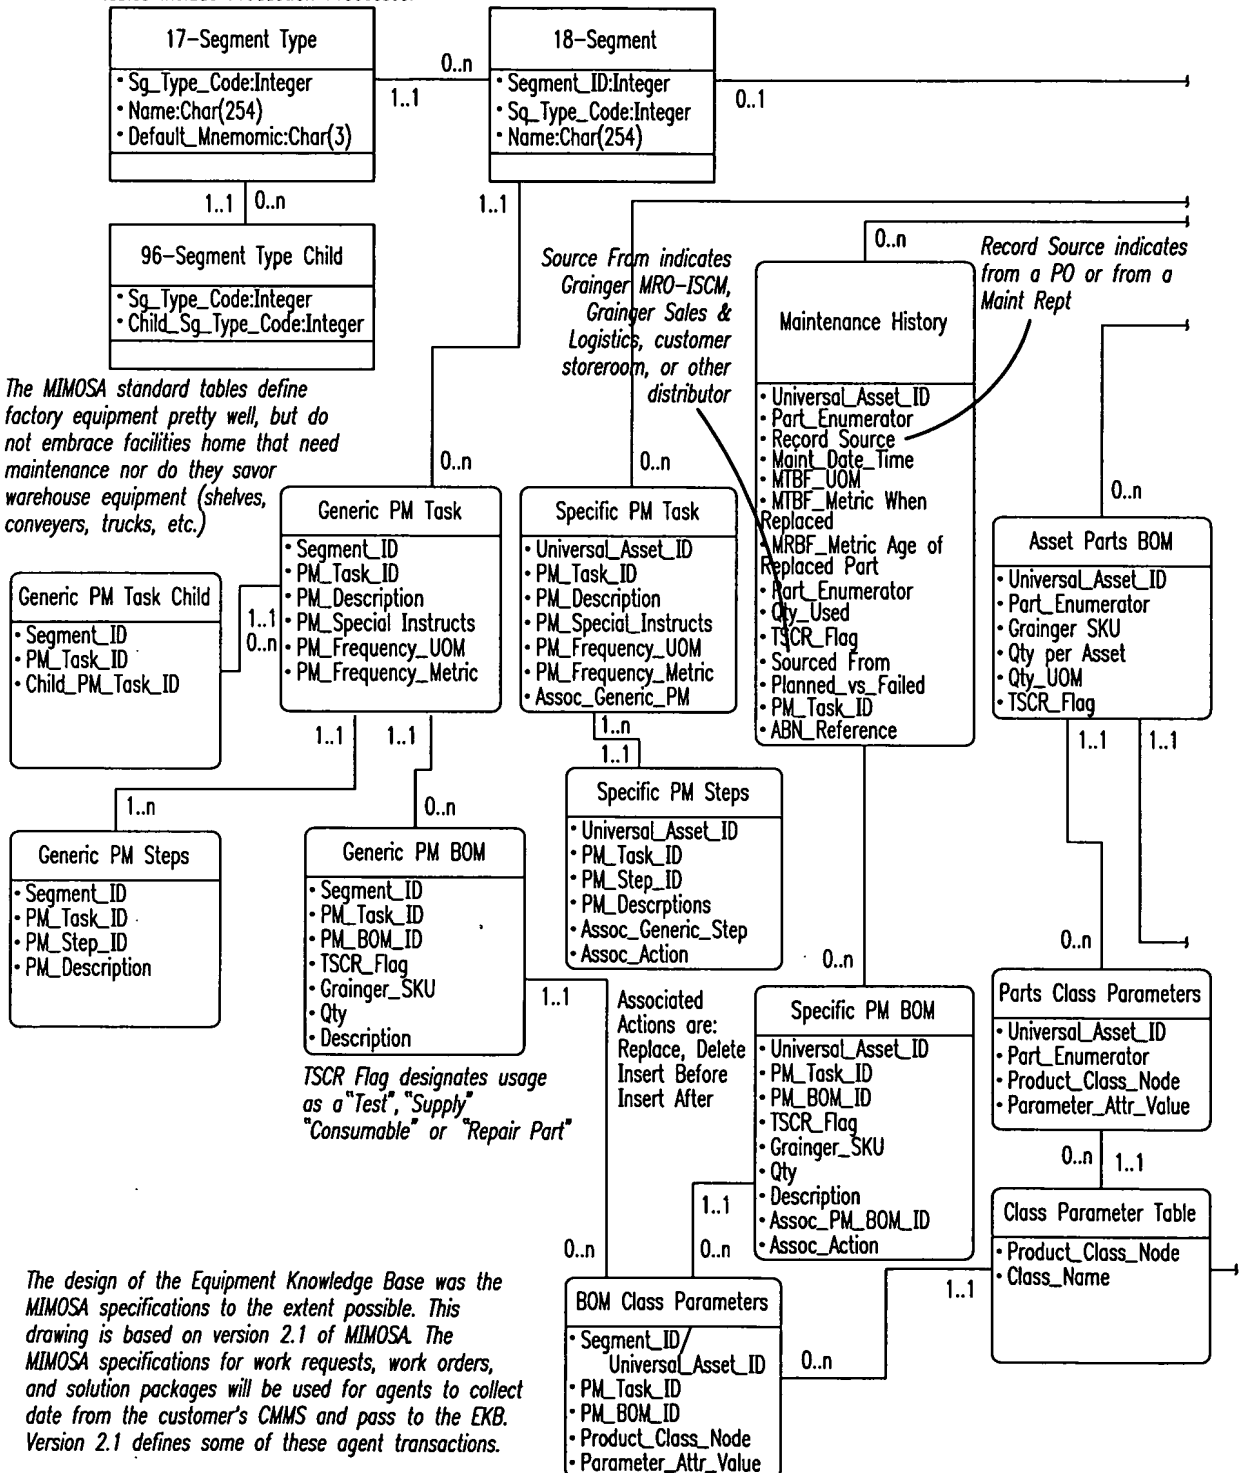 17-Segment Type
• Sg_Type_Code:Integer
• Name:Char(254)
• Default_Mnemomic:Char(3)
0..n
1..1
18-Segment
• Segment_ID:Integer
• Sq_Type_Code:Integer
• Name:Char(254)
0..1
1..1
0..n
1..1
96-Segment Type Child
• Sg_Type_Code:Integer
• Child_Sg_Type_Code:Integer
Source From indicates
Grainger MRO-ISCM,
Grainger Sales &
Logistics, customer
storeroom, or other
distributor
0..n
Record Source indicates
from a PO or from a
Maint Rept
Maintenance History
• Universal_Asset_ID
• Part_Enumerator
• Record Source
• Maint_Date_Time
• MTBF_UOM
• MTBF_Metric When
Replaced
• MRBF_Metric Age of
Replaced Part
• Part_Enumerator
• Qty_Used
• TSCR_Flag
• Sourced From
• Planned_vs_Failed
• PM_Task_ID
• ABN_Reference
The MIMOSA standard tables define
factory equipment pretty well, but do
not embrace facilities home that need
maintenance nor do they savor
warehouse equipment (shelves,
conveyers, trucks, etc.)
0..n
0..n
0..n
Generic PM Task
• Segment_ID
• PM_Task_ID
• PM_Description
• PM_Special Instructs
• PM_Frequency_UOM
• PM_Frequency_Metric
Specific PM Task
• Universal_Asset_ID
• PM_Task_ID
• PM_Description
• PM_Special_Instructs
• PM_Frequency_UOM
• PM_Frequency_Metric
• Assoc_Generic_PM
Asset Parts BOM
• Universal_Asset_ID
• Part_Enumerator
• Grainger SKU
• Qty per Asset
• Qty_UOM
• TSCR_Flag
Generic PM Task Child
• Segment_ID
• PM_Task_ID
• Child_PM_Task_ID
1..1
0..n
1..1
1..1
1..n
1..1
1..1
1..1
1..n
0..n
Generic PM Steps
• Segment_ID
• PM_Task_ID
• PM_Step_ID
• PM_Description
Generic PM BOM
• Segment_ID
• PM_Task_ID
• PM_BOM_ID
• TSCR_Flag
• Grainger_SKU
• Qty
• Description
Specific PM Steps
• Universal_Asset_ID
• PM_Task_ID
• PM_Step_ID
• PM_Descrptions
• Assoc_Generic_Step
• Assoc_Action
0..n
0..n
1..1
Associated
Actions are:
Replace, Delete
Insert Before
Insert After
Specific PM BOM
• Universal_Asset_ID
• PM_Task_ID
• PM_BOM_ID
• TSCR_Flag
• Grainger_SKU
• Qty
• Description
• Assoc_PM_BOM_ID
• Assoc_Action
Parts Class Parameters
• Universal_Asset_ID
• Part_Enumerator
• Product_Class_Node
• Parameter_Attr_Value
TSCR Flag designates usage
as a "Test", "Supply"
"Consumable" or "Repair Part"
0..n
1..1
Class Parameter Table
• Product_Class_Node
• Class_Name
1..1
0..n
0..n
1..1
The design of the Equipment Knowledge Base was the
MIMOSA specifications to the extent possible. This
drawing is based on version 2.1 of MIMOSA. The
MIMOSA specifications for work requests, work orders,
and solution packages will be used for agents to collect
date from the customer's CMMS and pass to the EKB.
Version 2.1 defines some of these agent transactions.
BOM Class Parameters
• Segment_ID/
Universal_Asset_ID
• PM_Task_ID
• PM_BOM_ID
• Product_Class_Node
• Parameter_Attr_Value
0..n